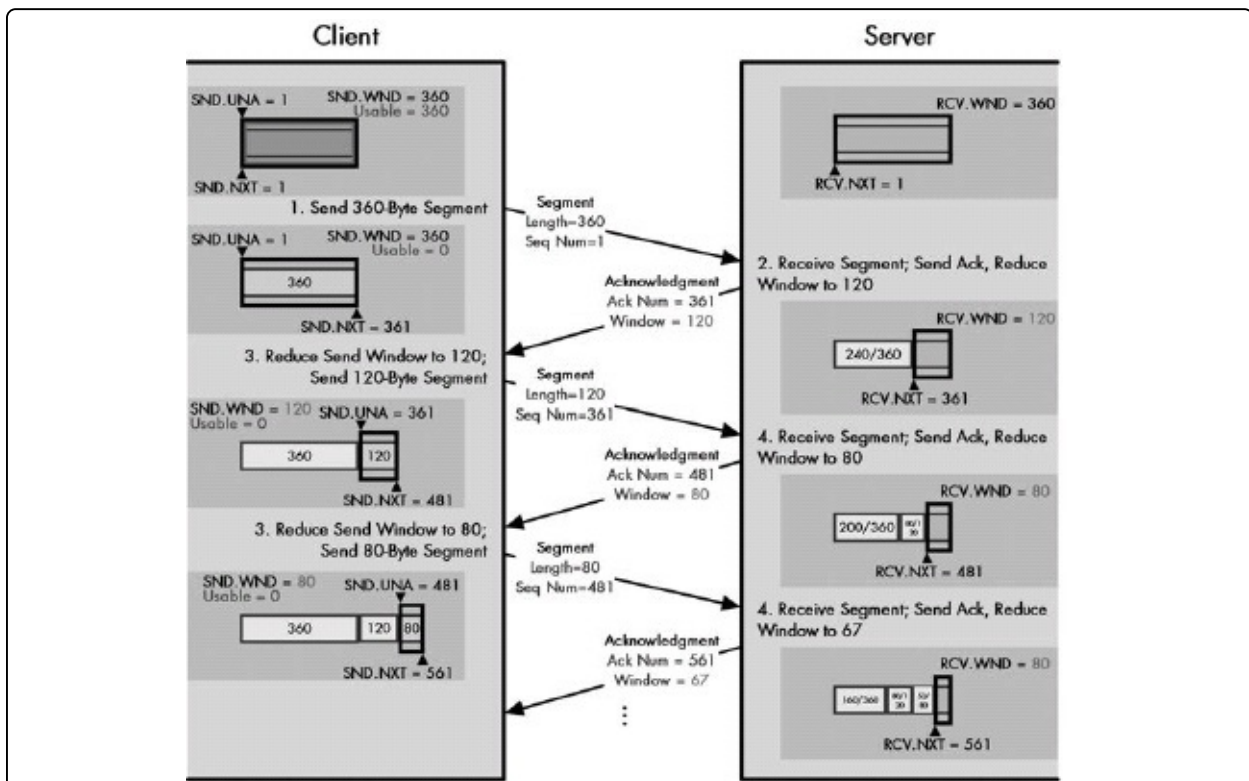 Client
Server
SND.UNA = 1
SND.WND = 360
Usable = 360
SND.NXT = 1
RCV.WND = 360
RCV.NXT = 1
1. Send 360-Byte Segment
Segment
Length=360
Seq Num=1
SND.UNA = 1
SND.WND = 360
Usable = 0
360
SND.NXT = 361
2. Receive Segment; Send Ack, Reduce
Window to 120
Acknowledgment
Ack Num = 361
Window = 120
RCV.WND = 120
240/360
RCV.NXT = 361
3. Reduce Send Window to 120;
Send 120-Byte Segment
Segment
Length=120
Seq Num=361
SND.WND = 120
Usable = 0
SND.UNA = 361
360
120
SND.NXT = 481
4. Receive Segment; Send Ack, Reduce
Window to 80
Acknowledgment
Ack Num = 481
Window = 80
RCV.WND = 80
200/360
80/1
20
RCV.NXT = 481
3. Reduce Send Window to 80;
Send 80-Byte Segment
Segment
Length=80
Seq Num=481
SND.WND = 80
Usable = 0
SND.UNA = 481
360
120
80
SND.NXT = 561
4. Receive Segment; Send Ack, Reduce
Window to 67
Acknowledgment
Ack Num = 561
Window = 67
RCV.WND = 80
160/360
20
80
RCV.NXT = 561